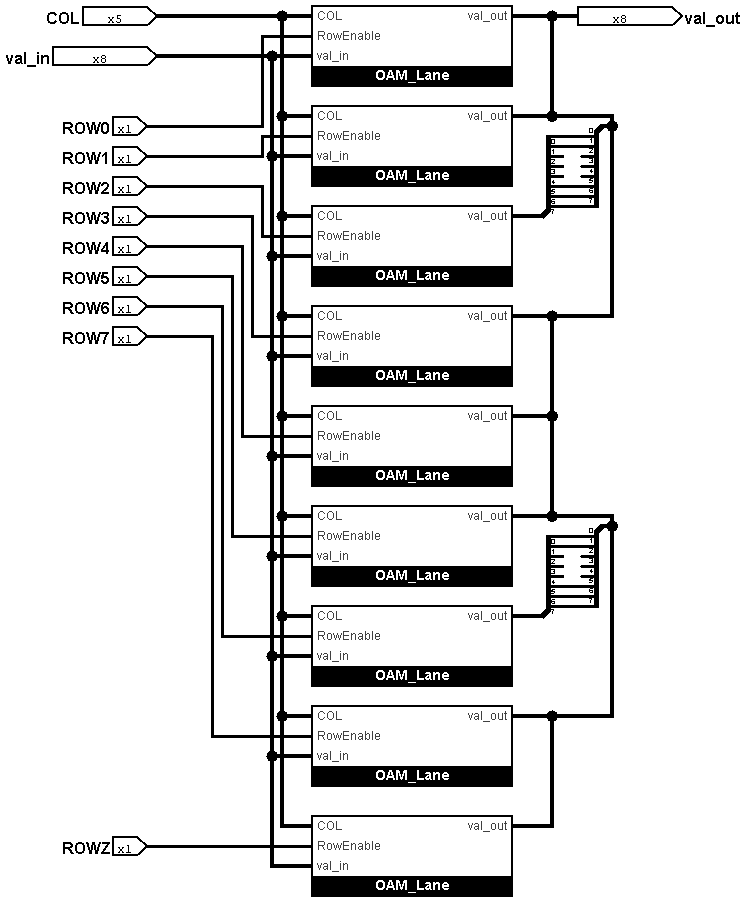 COL x5 COL val_out x8 val_out
RowEnable
val_in x8 val_in
OAM_Lane
ROW0 x1 COL val_out
ROW1 x1 RowEnable
val_in
OAM_Lane
ROW2 x1
ROW3 x1 COL val_out
RowEnable
ROW4 x1 val_in
ROW5 x1 OAM_Lane
ROW6 x1 COL val_out
ROW7 x1 RowEnable
val_in
OAM_Lane
COL val_out
RowEnable
val_in
OAM_Lane
COL val_out
RowEnable
val_in
OAM_Lane
COL val_out
RowEnable
val_in
OAM_Lane
COL val_out
RowEnable
val_in
OAM_Lane
COL val_out
ROWZ x1 RowEnable
val_in
OAM_Lane
0 1 2 3 4 5 6 7
0 1 2 3 4 5 6 7
0 1 2 3 4 5 6 7
0 1 2 3 4 5 6 7